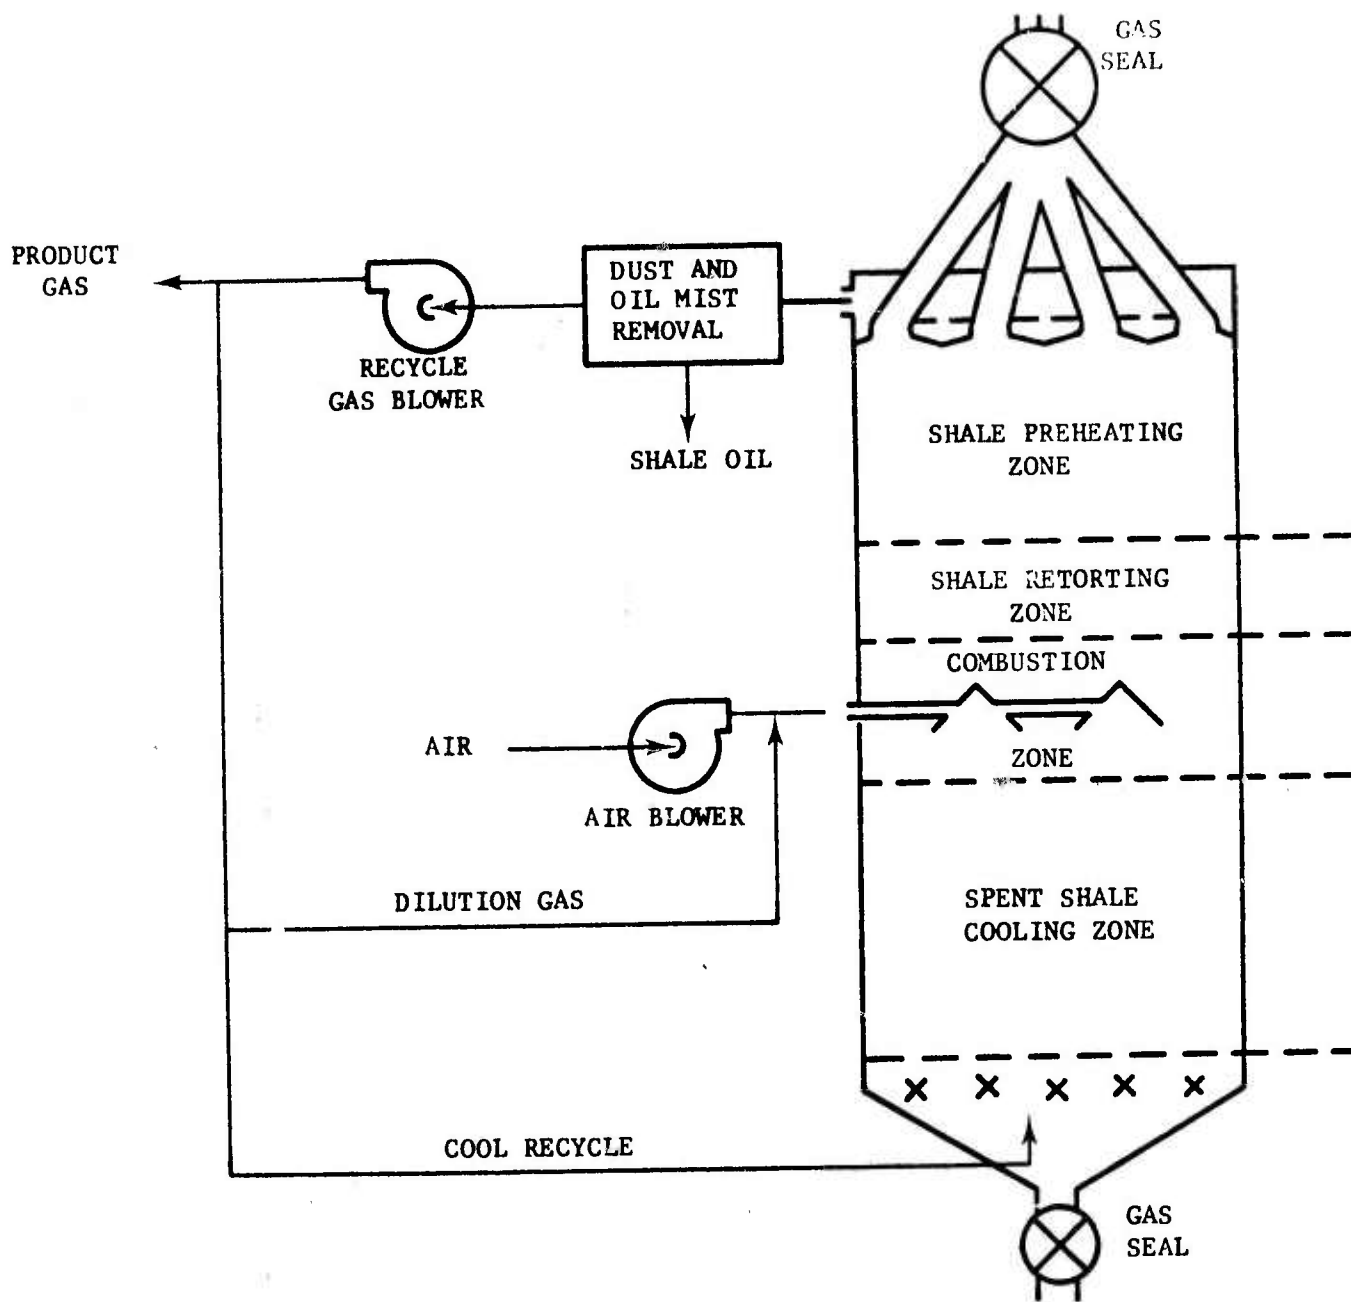 GAS
SEAL
PRODUCT
GAS
DUST AND
OIL MIST
REMOVAL
RECYCLE
GAS BLOWER
SHALE OIL
SHALE PREHEATING
ZONE
SHALE RETORTING
ZONE
COMBUSTION
ZONE
AIR
AIR BLOWER
DILUTION GAS
SPENT SHALE
COOLING ZONE
COOL RECYCLE
GAS
SEAL